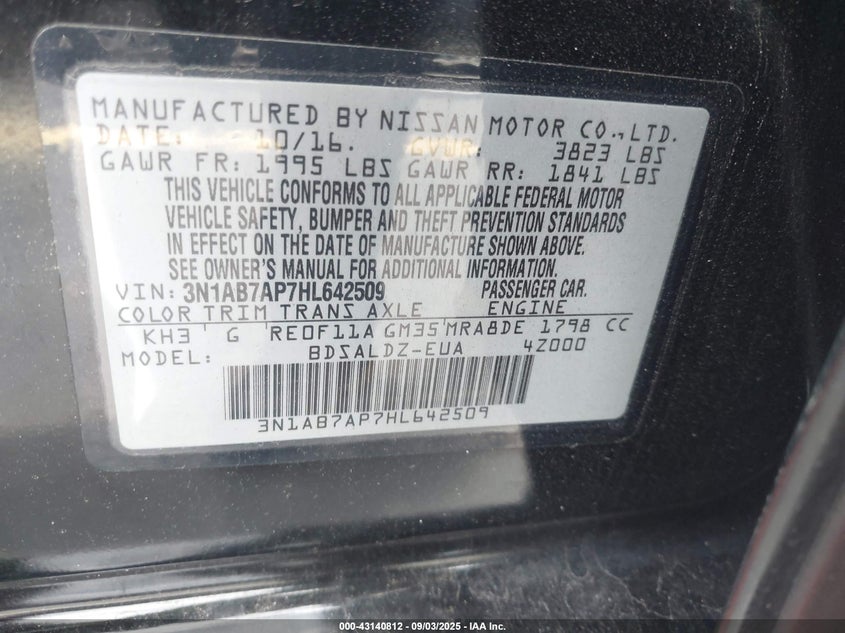 MANUFACTURED BY NISSAN MOTOR CO.,LTD.
DATE: 10/16. GVWR: 3823 LBS
GAWR FR: 1995 LBS GAWR RR: 1841 LBS
THIS VEHICLE CONFORMS TO ALL APPLICABLE FEDERAL MOTOR
VEHICLE SAFETY, BUMPER AND THEFT PREVENTION STANDARDS
IN EFFECT ON THE DATE OF MANUFACTURE SHOWN ABOVE.
SEE OWNER'S MANUAL FOR ADDITIONAL INFORMATION.
VIN: 3N1AB7AP7HL642509 PASSENGER CAR.
COLOR TRIM TRANS AXLE ENGINE
KH3 G RE0F11A GM35 MRA8DE 1798 CC
MODEL: BDSALDZ-EUA 4Z000
3N1AB7AP7HL642509
000-43140812 - 09/03/2025 - IAA Inc.